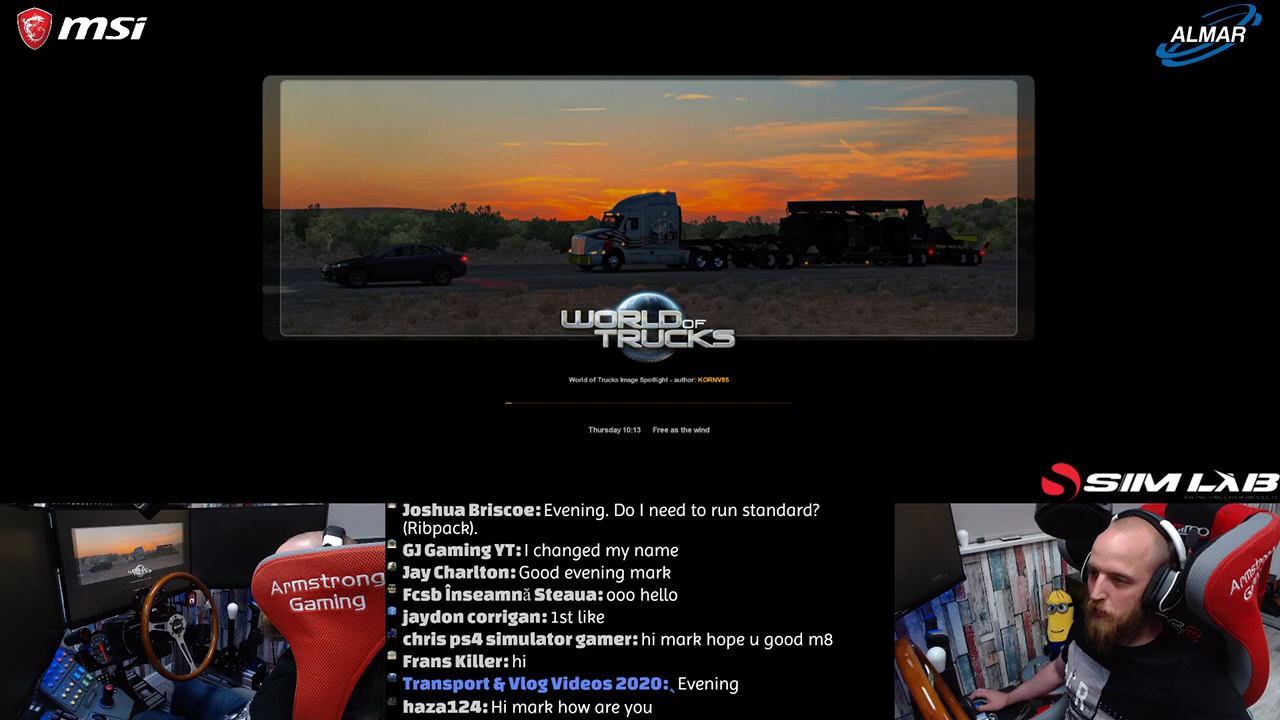 msi
ALMAR
WORLD OF
TRUCKS
World of Trucks Image Spotlight - author: KORNV85
Thursday 10:13 Free as the wind
SIM LAB
Joshua Briscoe: Evening. Do I need to run standard?
(Ribpack).
GJ Gaming YT: I changed my name
Jay Charlton: Good evening mark
Fcsb Înseamnă Steaua: ooo hello
jaydon corrigan: 1st like
chris ps4 simulator gamer: hi mark hope u good m8
Frans Killer: hi
Transport & Vlog Videos 2020:, Evening
haza124: Hi mark how are you
Armstrong
Gaming